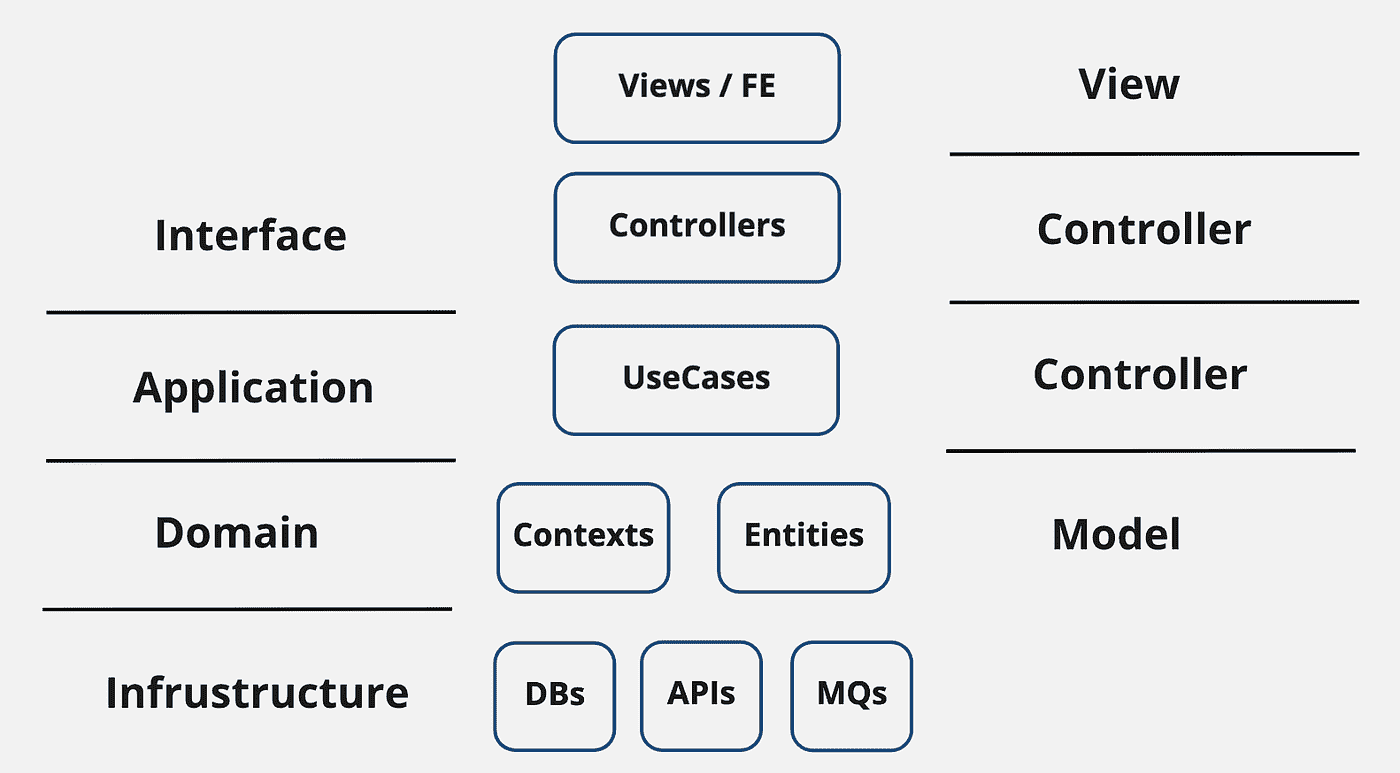 Views / FE
View
Interface
Controllers
Controller
Application
UseCases
Controller
Domain
Contexts
Entities
Model
Infrustructure
DBs
APIs
MQs